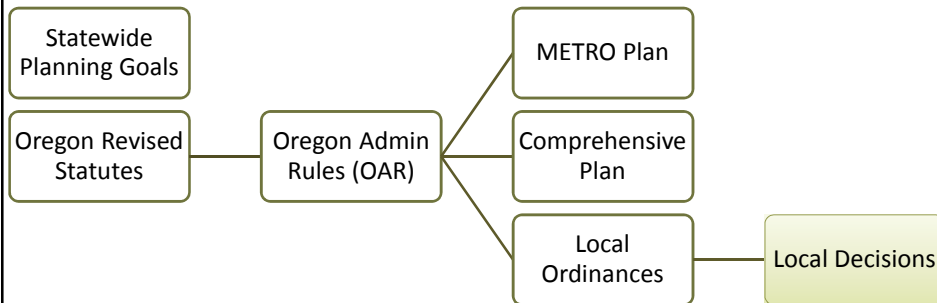 Statewide
Planning Goals
Oregon Revised
Statutes
Oregon Admin
Rules (OAR)
METRO Plan
Comprehensive
Plan
Local
Ordinances
Local Decisions